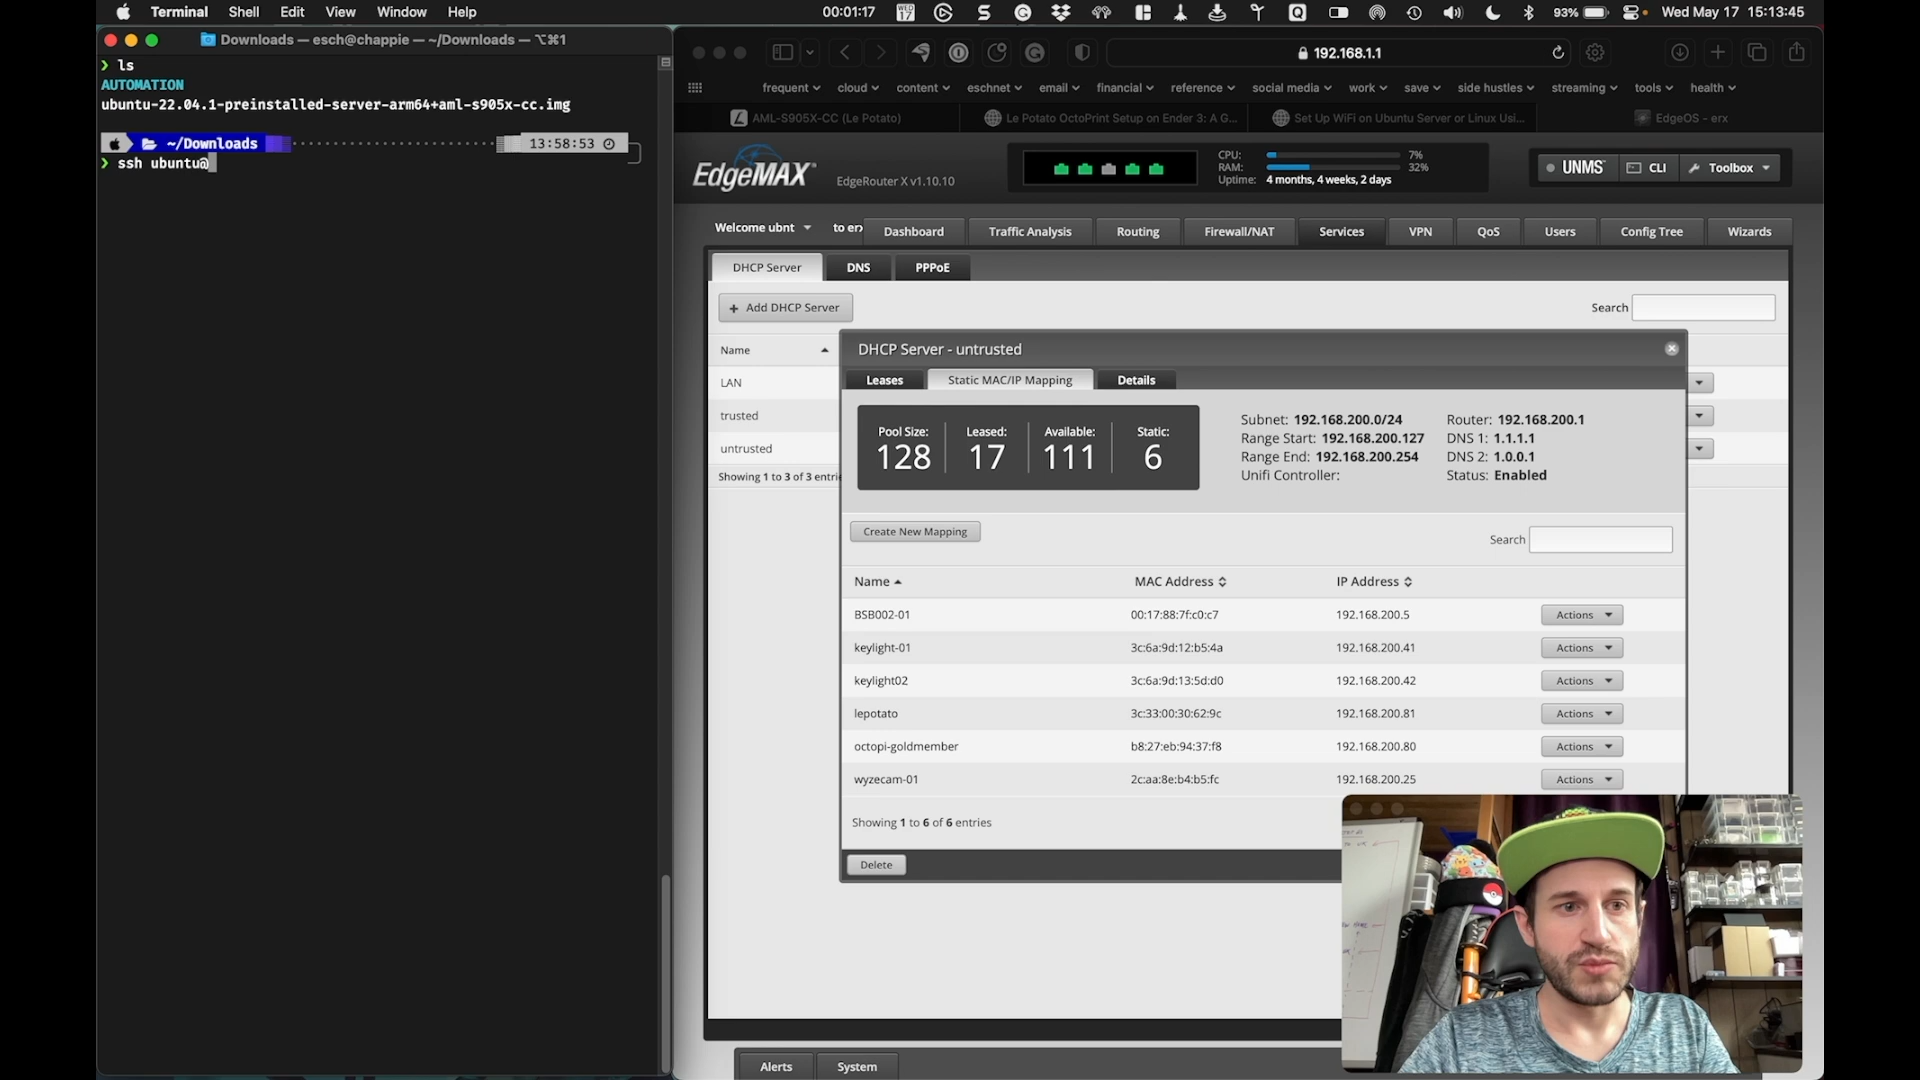 Terminal Shell Edit View Window Help 00:01:17 WED 17 93% Wed May 17 15:13:45
Downloads — esch@chappie — ~/Downloads — ⌥⌘1
❯ ls
AUTOMATION
ubuntu-22.04.1-preinstalled-server-arm64+aml-s905x-cc.img
~/Downloads 13:58:53
❯ ssh ubuntu@
192.168.1.1
frequent cloud content eschnet email financial reference social media work save side hustles streaming tools health
AML-S905X-CC (Le Potato) Le Potato OctoPrint Setup on Ender 3: A G... Set Up WiFi on Ubuntu Server or Linux Usi... EdgeOS - erx
EdgeMAX EdgeRouter X v1.10.10
CPU: 7%
RAM: 32%
Uptime: 4 months, 4 weeks, 2 days
UNMS CLI Toolbox
Welcome ubnt to erx Dashboard Traffic Analysis Routing Firewall/NAT Services VPN QoS Users Config Tree Wizards
DHCP Server DNS PPPoE
+ Add DHCP Server Search
Name
LAN
trusted
untrusted
Showing 1 to 3 of 3 entrie
DHCP Server - untrusted
Leases Static MAC/IP Mapping Details
Pool Size: Leased: Available: Static:
128 17 111 6
Subnet: 192.168.200.0/24 Router: 192.168.200.1
Range Start: 192.168.200.127 DNS 1: 1.1.1.1
Range End: 192.168.200.254 DNS 2: 1.0.0.1
Unifi Controller: Status: Enabled
Create New Mapping Search
Name MAC Address IP Address
BSB002-01 00:17:88:7f:c0:c7 192.168.200.5 Actions
keylight-01 3c:6a:9d:12:b5:4a 192.168.200.41 Actions
keylight02 3c:6a:9d:13:5d:d0 192.168.200.42 Actions
lepotato 3c:33:00:30:62:9c 192.168.200.81 Actions
octopi-goldmember b8:27:eb:94:37:f8 192.168.200.80 Actions
wyzecam-01 2c:aa:8e:b4:b5:fc 192.168.200.25 Actions
Showing 1 to 6 of 6 entries
Delete
Alerts System